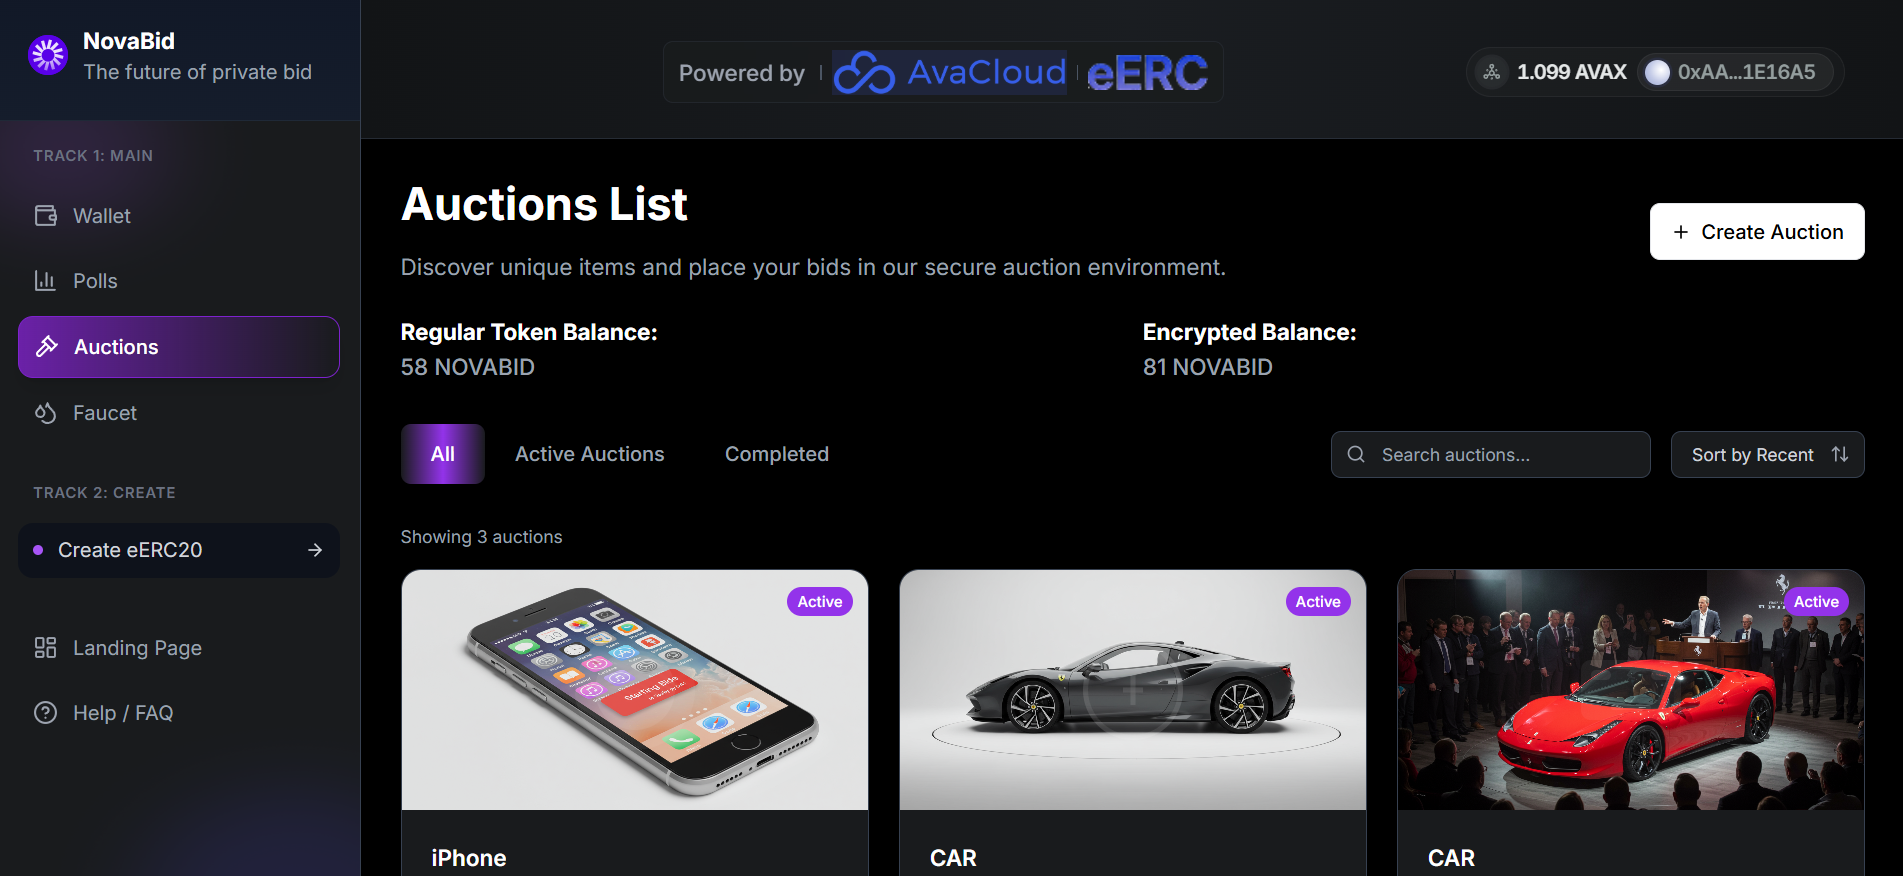 NovaBid
The future of private bid
Powered by | AvaCloud | eERC
1.099 AVAX 0xAA...1E16A5
TRACK 1: MAIN
Wallet
Polls
Auctions
Faucet
TRACK 2: CREATE
Create eERC20
Landing Page
Help / FAQ
Auctions List
Discover unique items and place your bids in our secure auction environment.
+ Create Auction
Regular Token Balance:
58 NOVABID
Encrypted Balance:
81 NOVABID
All
Active Auctions
Completed
Search auctions...
Sort by Recent
Showing 3 auctions
Active
Starting Bids
iPhone
Active
CAR
Active
CAR